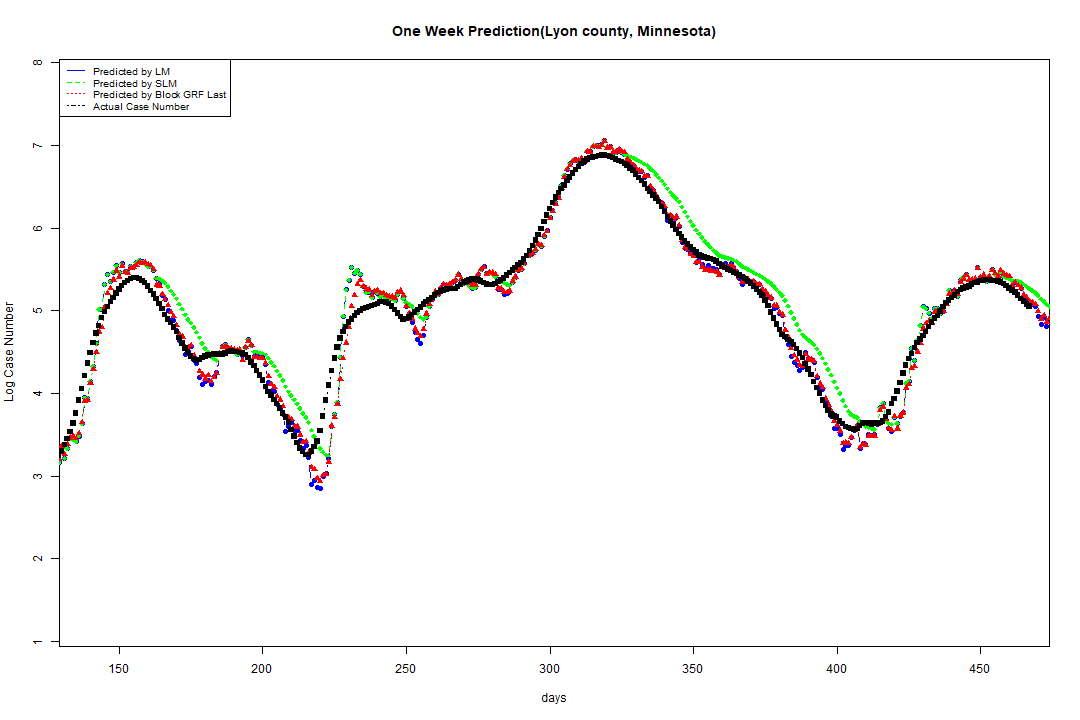 One Week Prediction(Lyon county, Minnesota)
Predicted by LM
Predicted by SLM
Predicted by Block GRF Last
Actual Case Number
Log Case Number
8
7
6
5
4
3
2
1
150 200 250 300 350 400 450
days